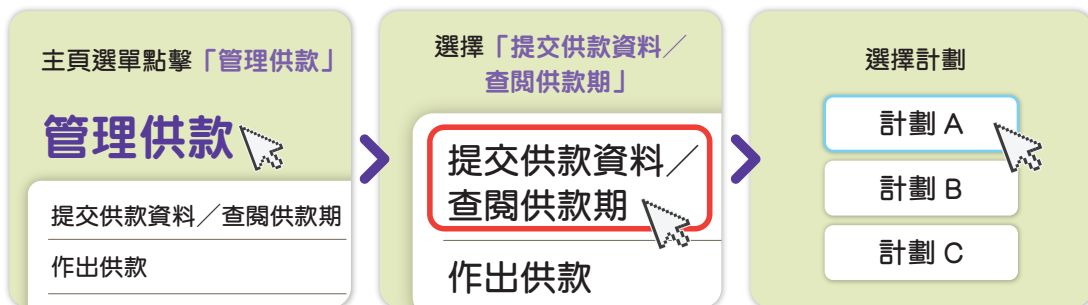 主頁選單點擊「管理供款」
管理供款
提交供款資料／查閱供款期
作出供款
選擇「提交供款資料／
查閱供款期」
提交供款資料／
查閱供款期
作出供款
選擇計劃
計劃 A
計劃 B
計劃 C